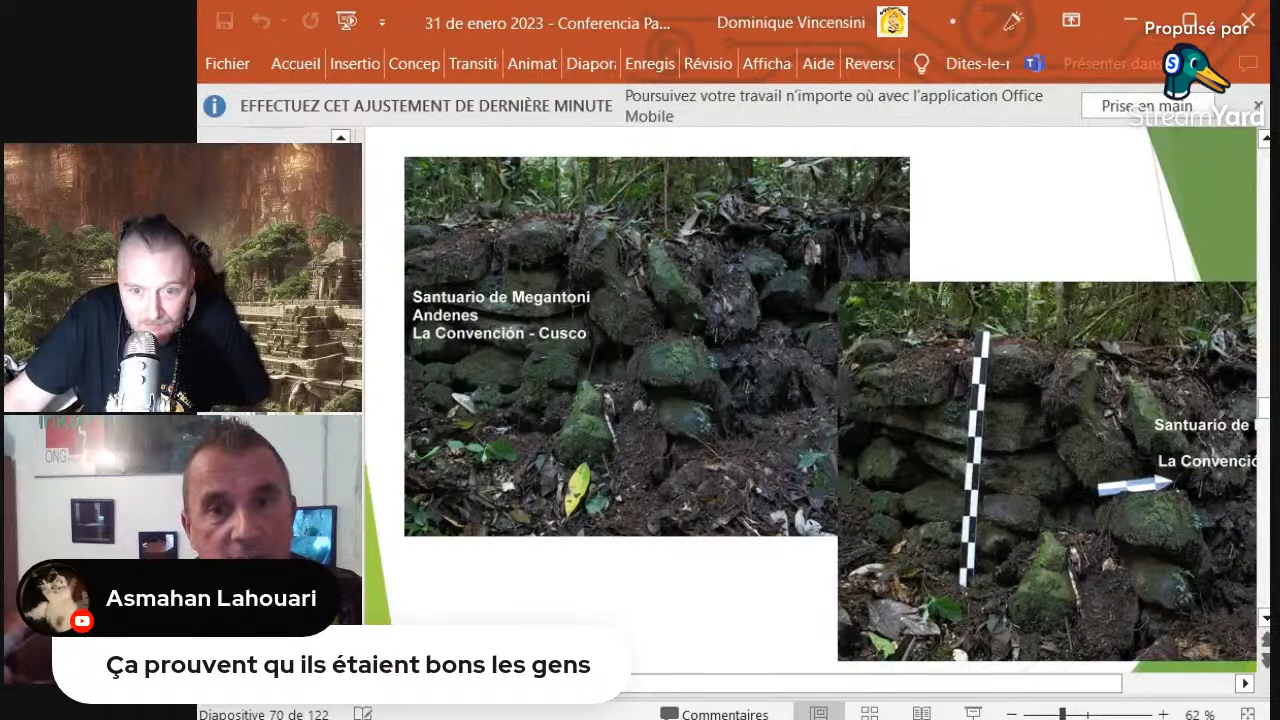 31 de enero 2023 - Conferencia Pa...
Dominique Vincensini
Propulsé par
StreamYard
Fichier Accueil Insertio Concep Transiti Animat Diapora Enregis Révisio Afficha Aide Reverso Dites-le-r Présenter dans
EFFECTUEZ CET AJUSTEMENT DE DERNIÈRE MINUTE
Poursuivez votre travail n'importe où avec l'application Office
Mobile
Prise en main
Santuario de Megantoni
Andenes
La Convención - Cusco
Santuario de
La Convenció
ONG
Asmahan Lahouari
Ça prouvent qu ils étaient bons les gens
Diapositive 70 de 122
Commentaires
62 %